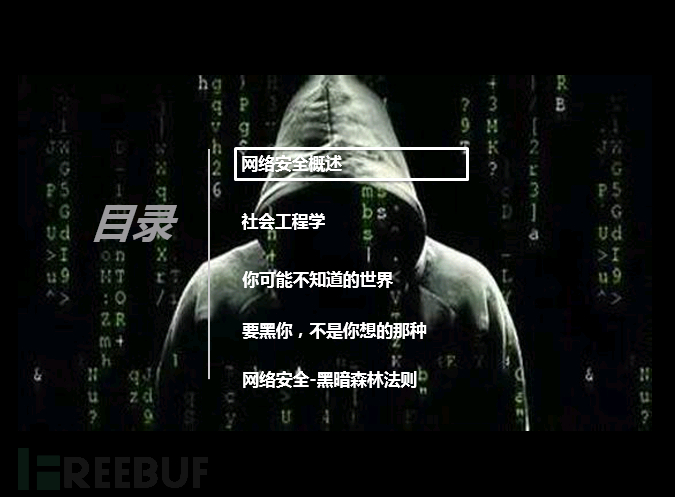 目录
网络安全概述
社会工程学
你可能不知道的世界
要黑你，不是你想的那种
网络安全-黑暗森林法则
FREEBUF